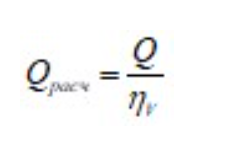 Q_расч = Q / η_v